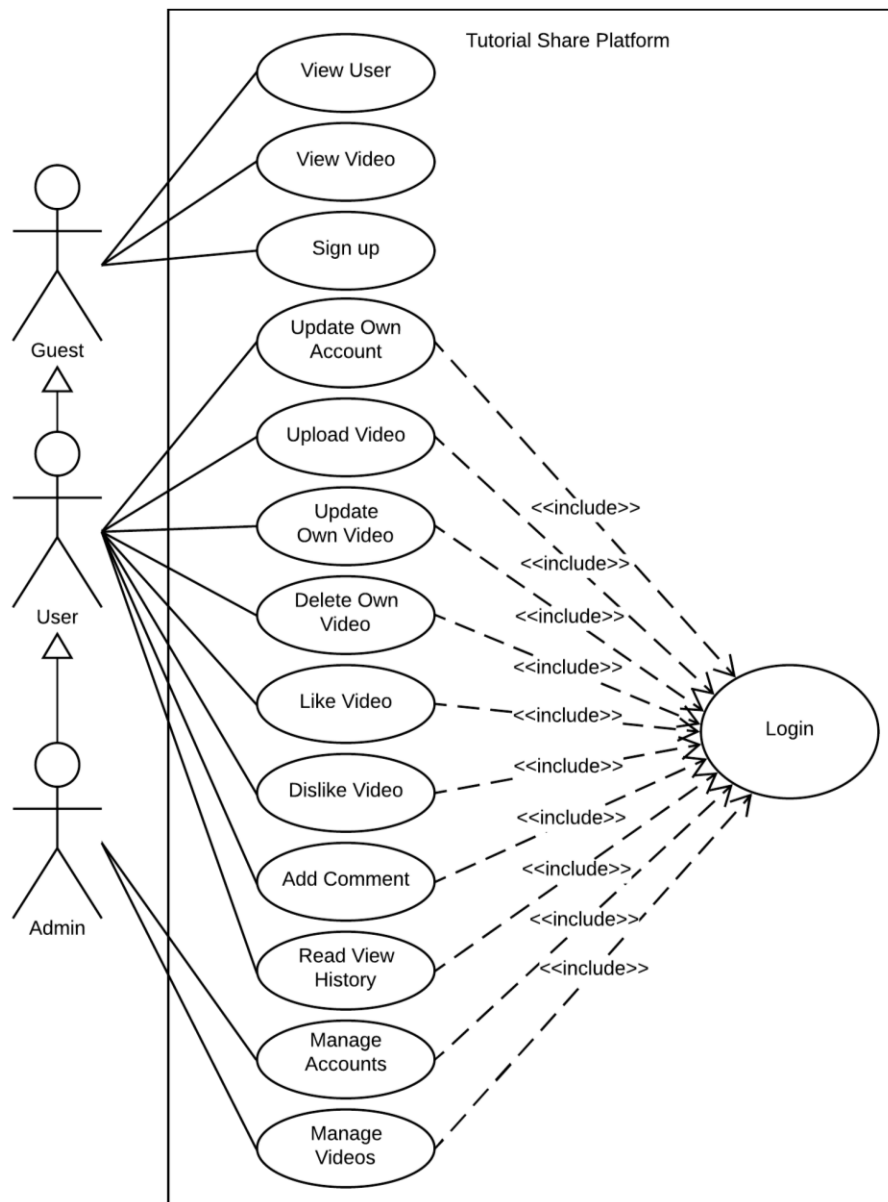 Tutorial Share Platform
View User
View Video
Sign up
Guest
Update Own
Account
Upload Video
<<include>>
Update
Own Video
<<include>>
Delete Own
Video
<<include>>
User
<<include>>
Like Video
<<include>>
Login
Dislike Video
<<include>>
<<include>>
Add Comment
<<include>>
Admin
<<include>>
Read View
History
<<include>>
Manage
Accounts
Manage
Videos